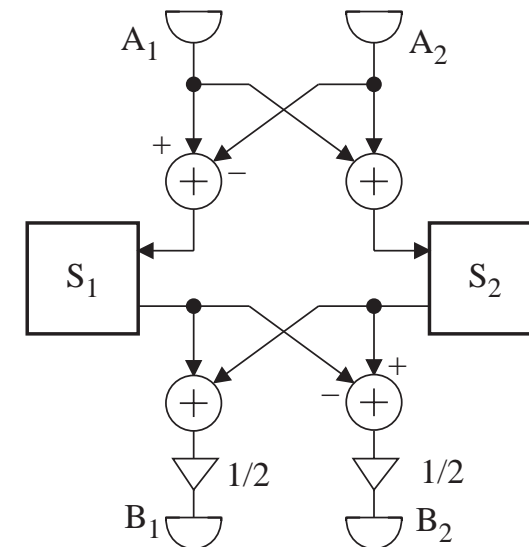 A1 A2
+ −
+ +
S1 S2
+
−
+ +
1/2 1/2
B1 B2